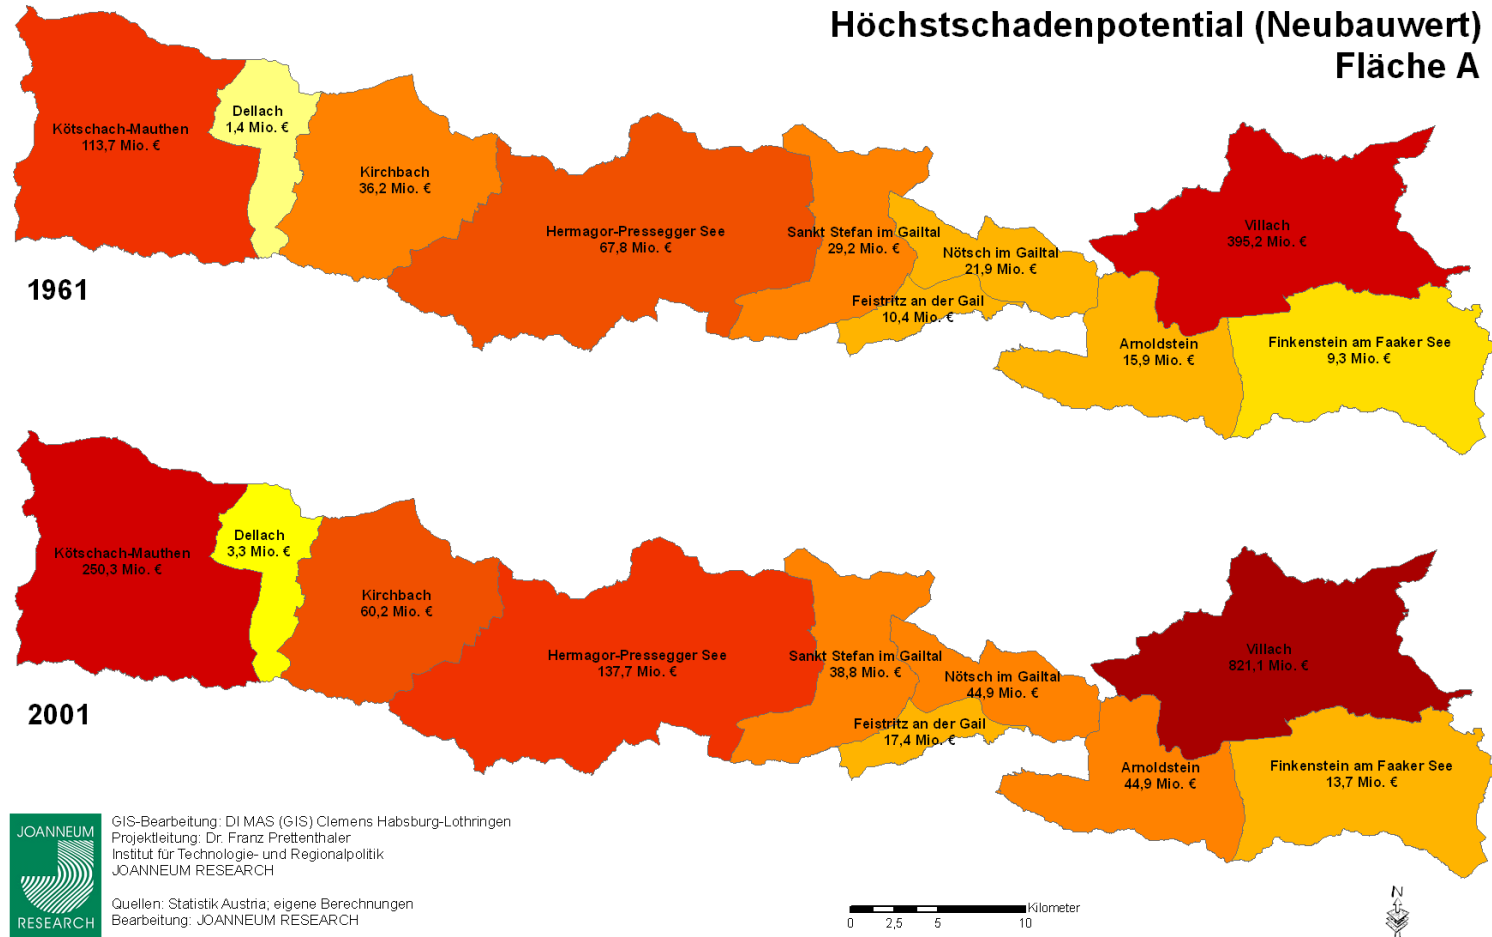 Höchstschadenpotential (Neubauwert)
Fläche A
Kötschach-Mauthen
113,7 Mio. €
Dellach
1,4 Mio. €
Kirchbach
36,2 Mio. €
Hermagor-Pressegger See
67,8 Mio. €
Sankt Stefan im Gailtal
29,2 Mio. €
Nötsch im Gailtal
21,9 Mio. €
Feistritz an der Gail
10,4 Mio. €
Villach
395,2 Mio. €
Arnoldstein
15,9 Mio. €
Finkenstein am Faaker See
9,3 Mio. €
1961
Kötschach-Mauthen
250,3 Mio. €
Dellach
3,3 Mio. €
Kirchbach
60,2 Mio. €
Hermagor-Pressegger See
137,7 Mio. €
Sankt Stefan im Gailtal
38,8 Mio. €
Nötsch im Gailtal
44,9 Mio. €
Feistritz an der Gail
17,4 Mio. €
Villach
821,1 Mio. €
Arnoldstein
44,9 Mio. €
Finkenstein am Faaker See
13,7 Mio. €
2001
JOANNEUM
RESEARCH
GIS-Bearbeitung: DI MAS (GIS) Clemens Habsburg-Lothringen
Projektleitung: Dr. Franz Prettenthaler
Institut für Technologie- und Regionalpolitik
JOANNEUM RESEARCH
Quellen: Statistik Austria; eigene Berechnungen
Bearbeitung: JOANNEUM RESEARCH
Kilometer
0 2,5 5 10
N